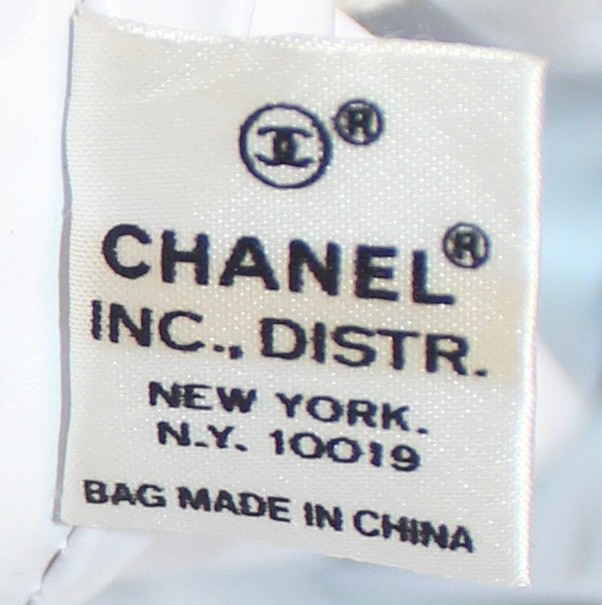 ®
CHANEL®
INC., DISTR.
NEW YORK.
N.Y. 10019
BAG MADE IN CHINA